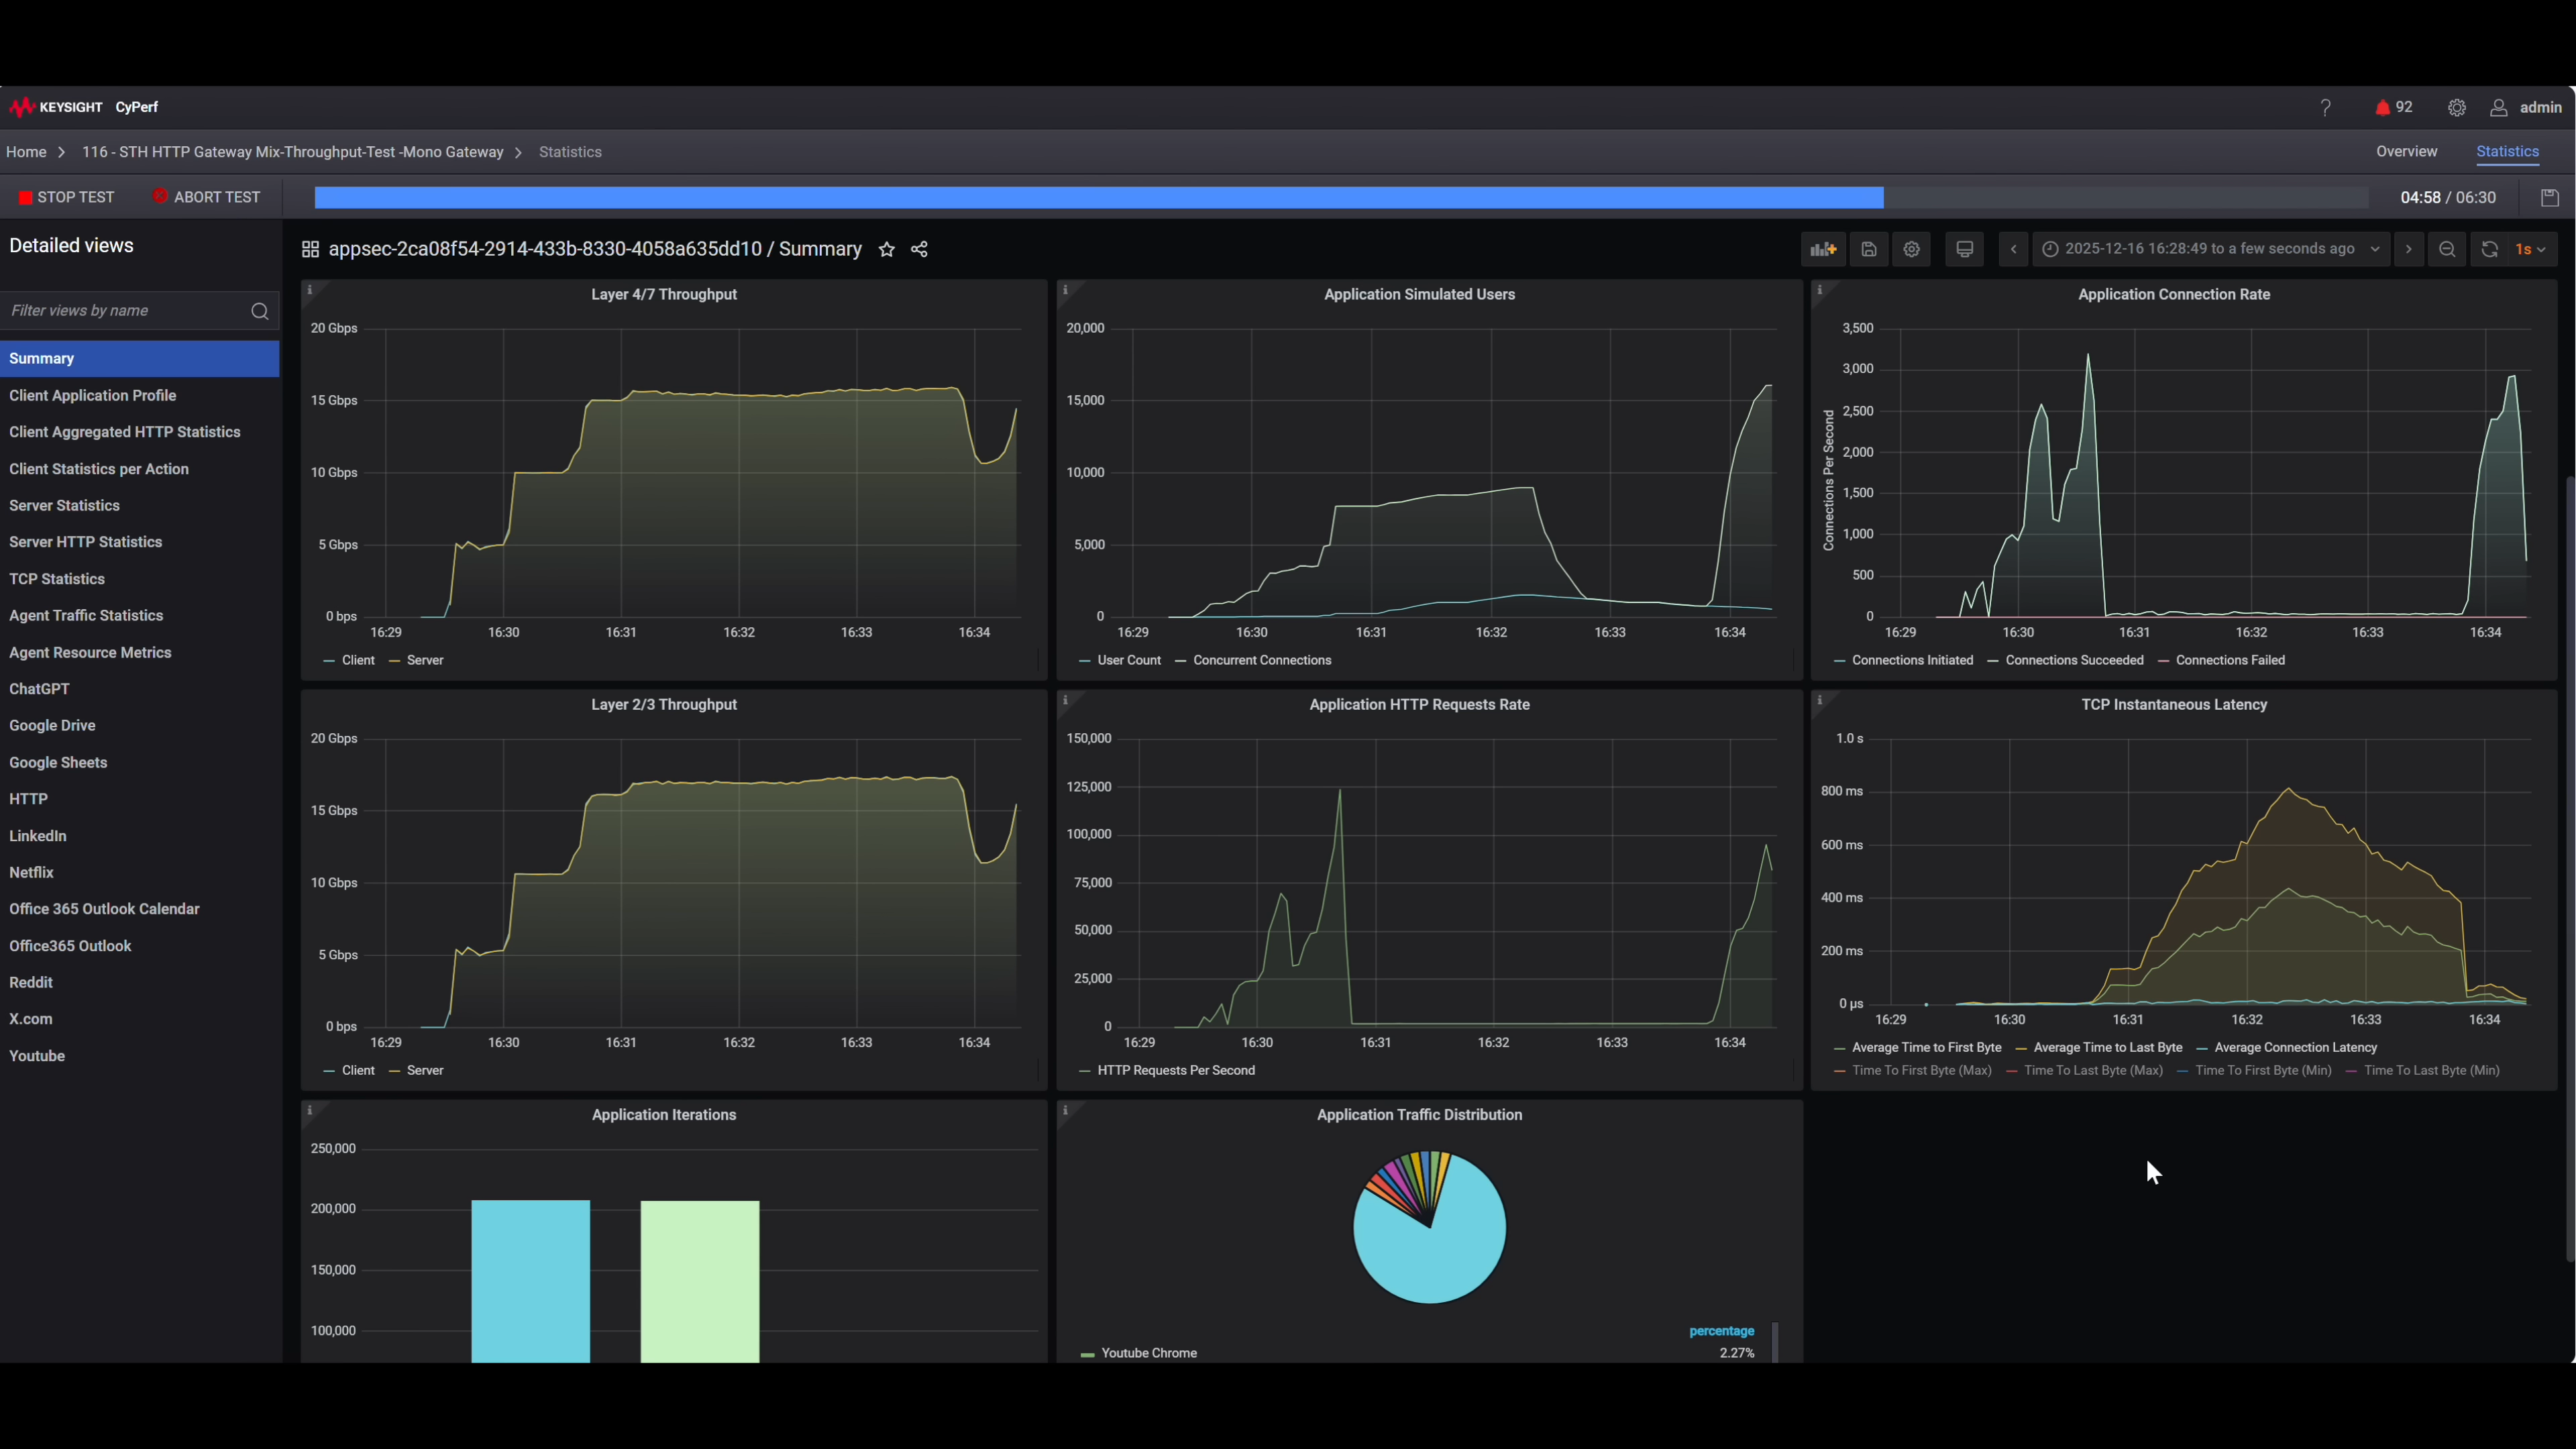 KEYSIGHT CyPerf
? 92 admin
Home > 116 - STH HTTP Gateway Mix-Throughput-Test -Mono Gateway > Statistics
Overview Statistics
STOP TEST ABORT TEST 04:58 / 06:30
Detailed views
Filter views by name
Summary
Client Application Profile
Client Aggregated HTTP Statistics
Client Statistics per Action
Server Statistics
Server HTTP Statistics
TCP Statistics
Agent Traffic Statistics
Agent Resource Metrics
ChatGPT
Google Drive
Google Sheets
HTTP
LinkedIn
Netflix
Office 365 Outlook Calendar
Office365 Outlook
Reddit
X.com
Youtube
appsec-2ca08f54-2914-433b-8330-4058a635dd10 / Summary
2025-12-16 16:28:49 to a few seconds ago
1s
Layer 4/7 Throughput
20 Gbps
15 Gbps
10 Gbps
5 Gbps
0 bps
16:29 16:30 16:31 16:32 16:33 16:34
Client Server
Application Simulated Users
20,000
15,000
10,000
5,000
0
16:29 16:30 16:31 16:32 16:33 16:34
User Count Concurrent Connections
Application Connection Rate
Connections Per Second
3,500
3,000
2,500
2,000
1,500
1,000
500
0
16:29 16:30 16:31 16:32 16:33 16:34
Connections Initiated Connections Succeeded Connections Failed
Layer 2/3 Throughput
20 Gbps
15 Gbps
10 Gbps
5 Gbps
0 bps
16:29 16:30 16:31 16:32 16:33 16:34
Client Server
Application HTTP Requests Rate
150,000
125,000
100,000
75,000
50,000
25,000
0
16:29 16:30 16:31 16:32 16:33 16:34
HTTP Requests Per Second
TCP Instantaneous Latency
1.0 s
800 ms
600 ms
400 ms
200 ms
0 µs
16:29 16:30 16:31 16:32 16:33 16:34
Average Time to First Byte Average Time to Last Byte Average Connection Latency
Time To First Byte (Max) Time To Last Byte (Max) Time To First Byte (Min) Time To Last Byte (Min)
Application Iterations
250,000
200,000
150,000
100,000
Application Traffic Distribution
percentage
Youtube Chrome 2.27%